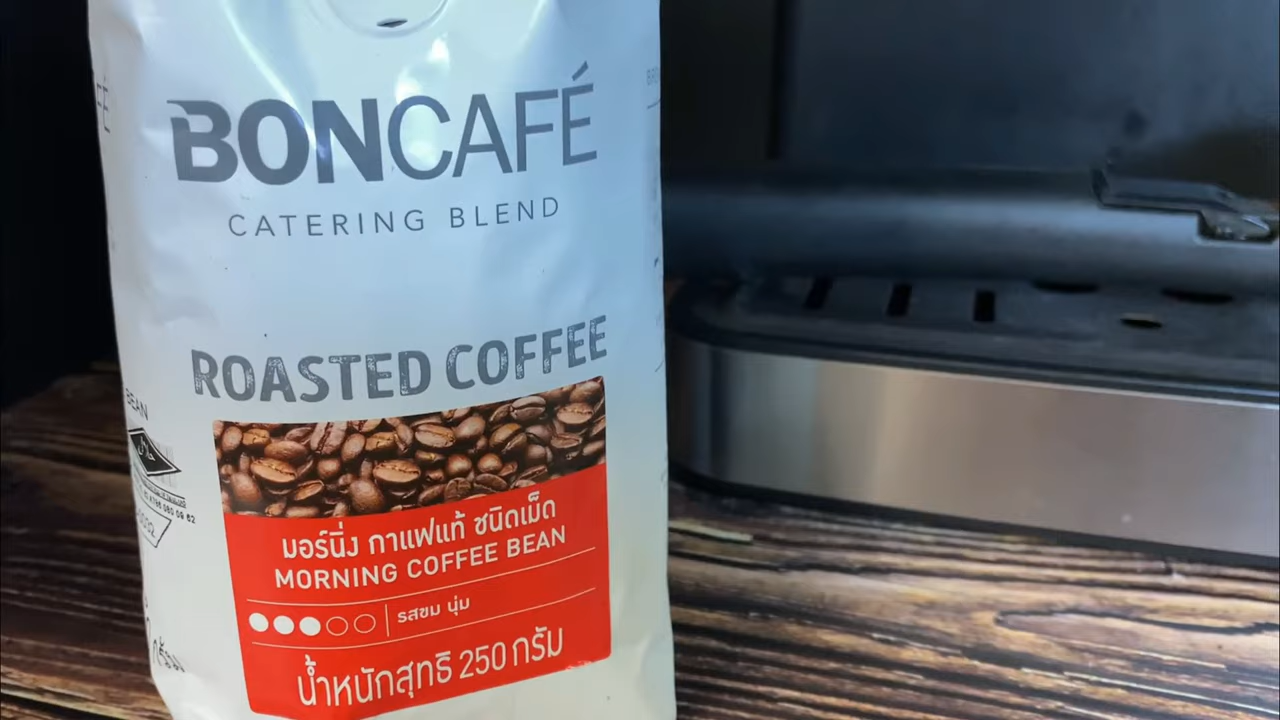 BONCAFÉ
CATERING BLEND
ROASTED COFFEE
มอร์นิ่ง กาแฟแท้ ชนิดเม็ด
MORNING COFFEE BEAN
รสขม นุ่ม
น้ำหนักสุทธิ 250 กรัม
BEAN